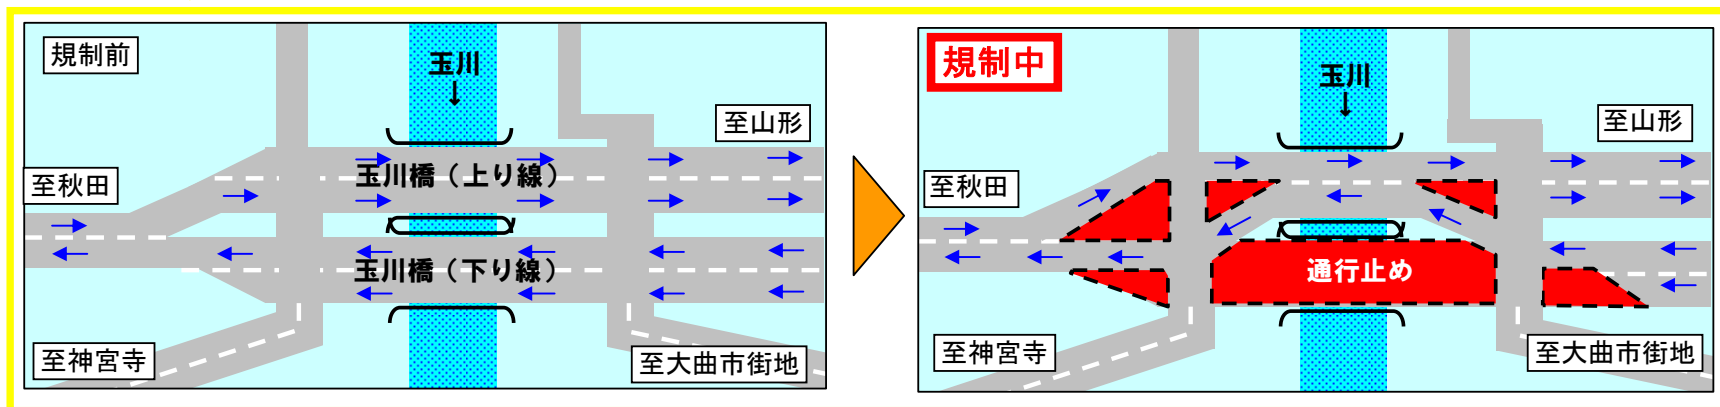 規制前
玉川
↓
至山形
玉川橋（上り線）
至秋田
玉川橋（下り線）
至神宮寺
至大曲市街地
規制中
玉川
↓
至山形
至秋田
通行止め
至神宮寺
至大曲市街地